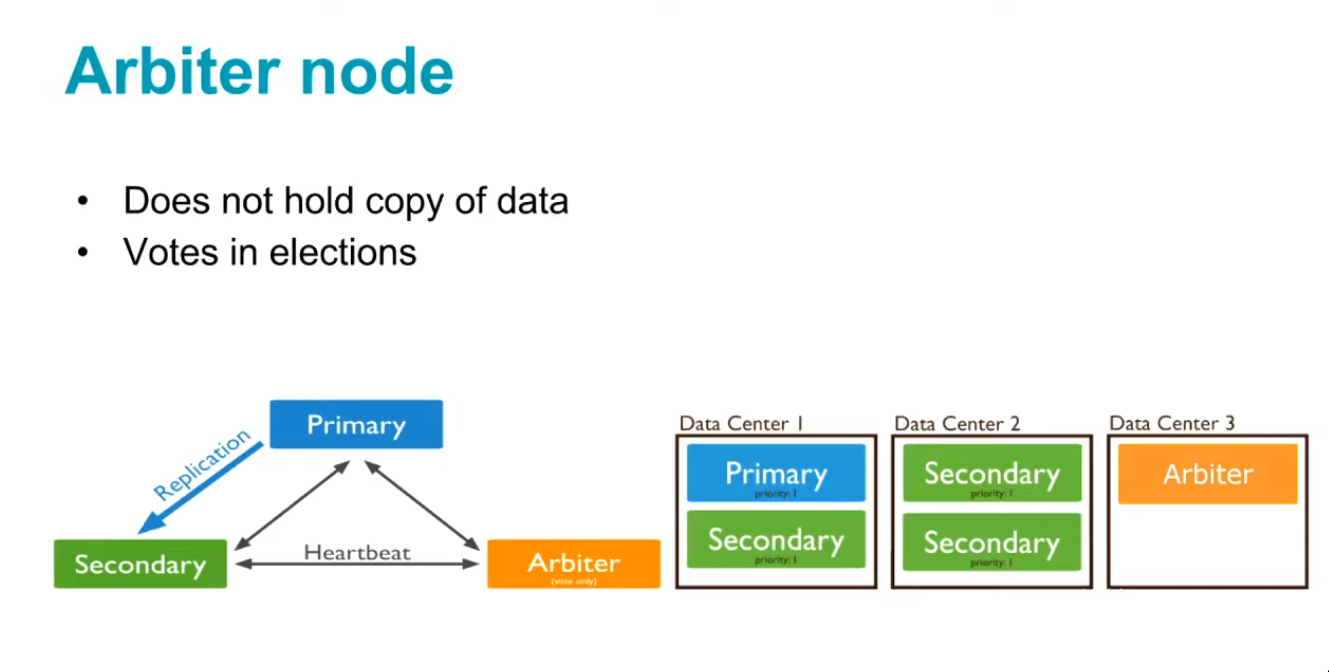 Arbiter node
• Does not hold copy of data
• Votes in elections
Primary
Replication
Secondary
Heartbeat
Arbiter
(vote only)
Data Center 1
Primary
priority: 1
Secondary
priority: 1
Data Center 2
Secondary
priority: 1
Secondary
priority: 1
Data Center 3
Arbiter